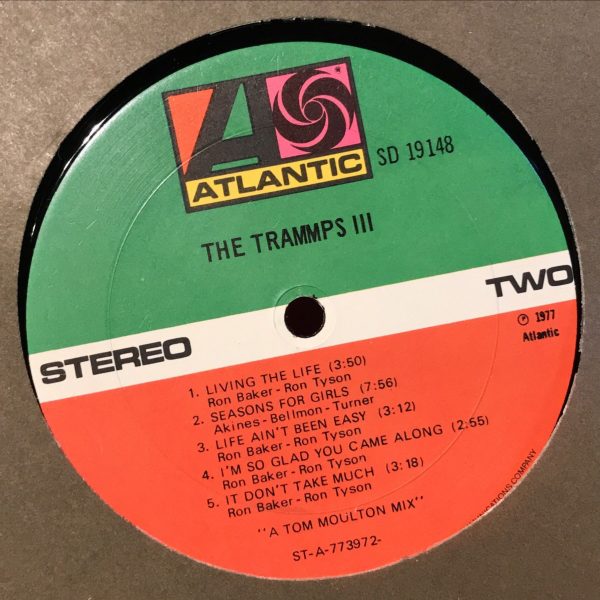 ATLANTIC
SD 19148
THE TRAMMPS III
STEREO
TWO
℗ 1977
Atlantic
1. LIVING THE LIFE (3:50)
Ron Baker-Ron Tyson
2. SEASONS FOR GIRLS (7:56)
Akines-Bellmon-Turner
3. LIFE AIN'T BEEN EASY (3:12)
Ron Baker-Ron Tyson
4. I'M SO GLAD YOU CAME ALONG (2:55)
Ron Baker-Ron Tyson
5. IT DON'T TAKE MUCH (3:18)
Ron Baker-Ron Tyson
"A TOM MOULTON MIX"
ST-A-773972-
COMPANY